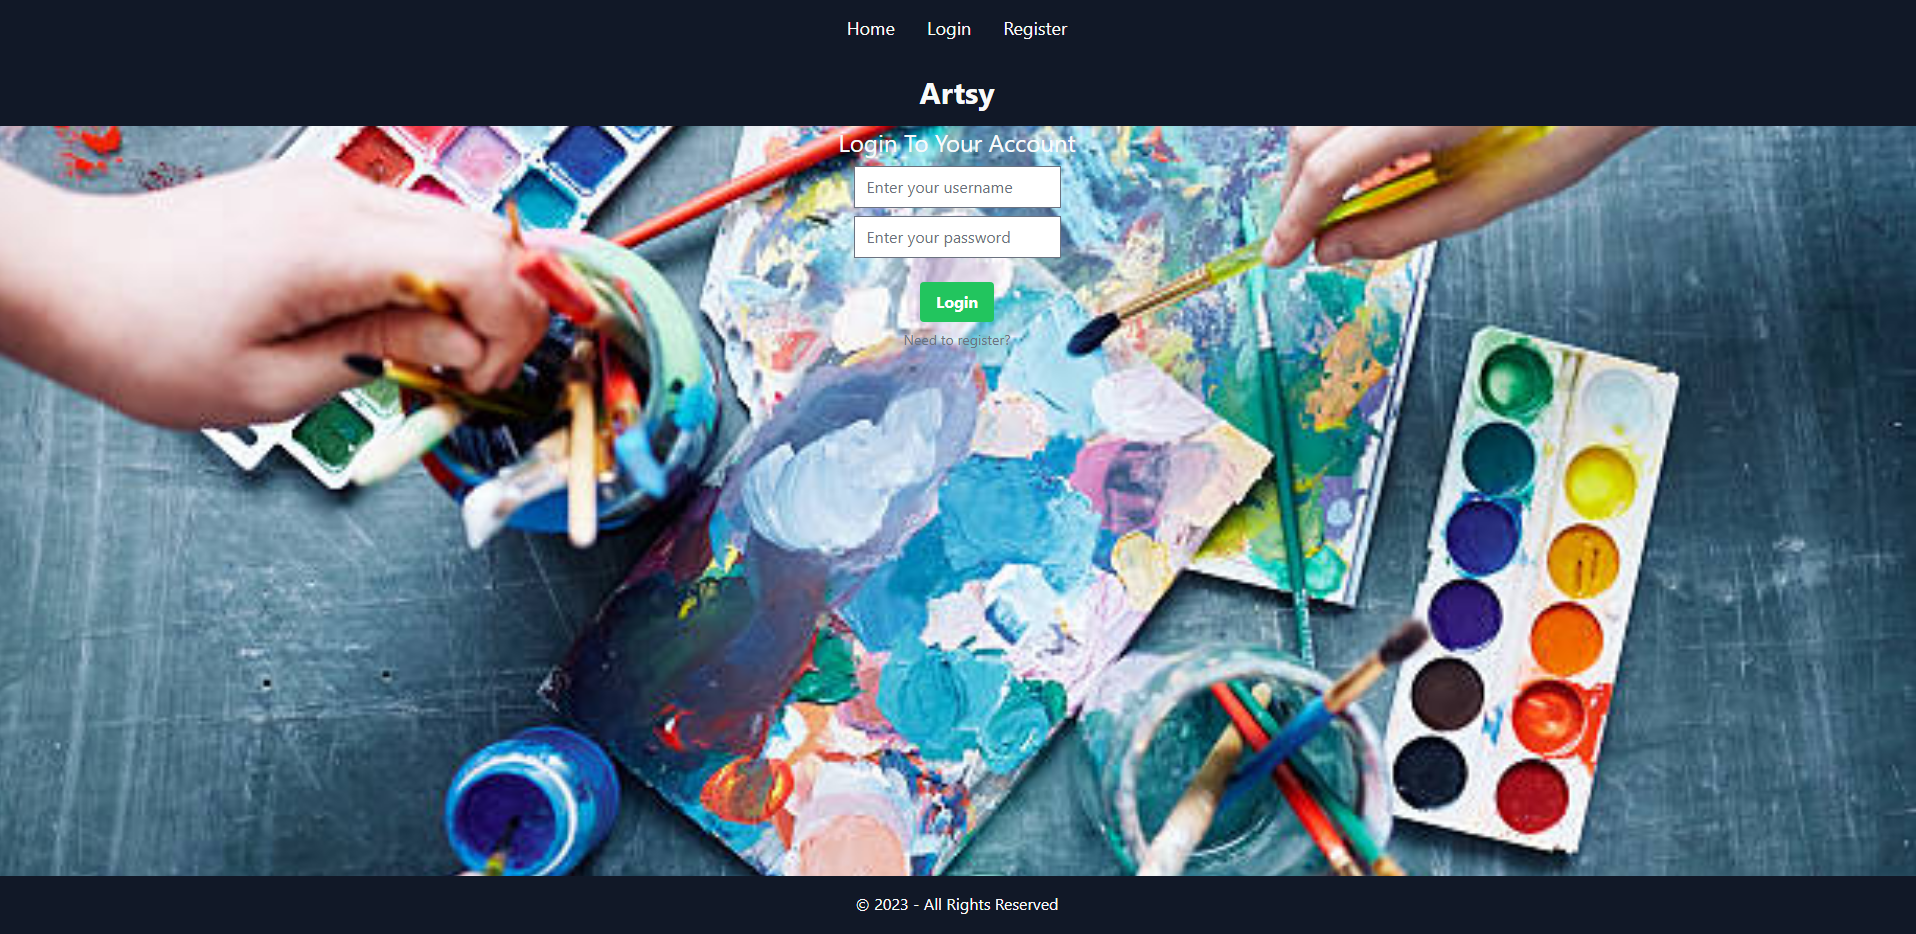 Home Login Register
Artsy
Login To Your Account
Enter your username
Enter your password
Login
Need to register?
© 2023 - All Rights Reserved